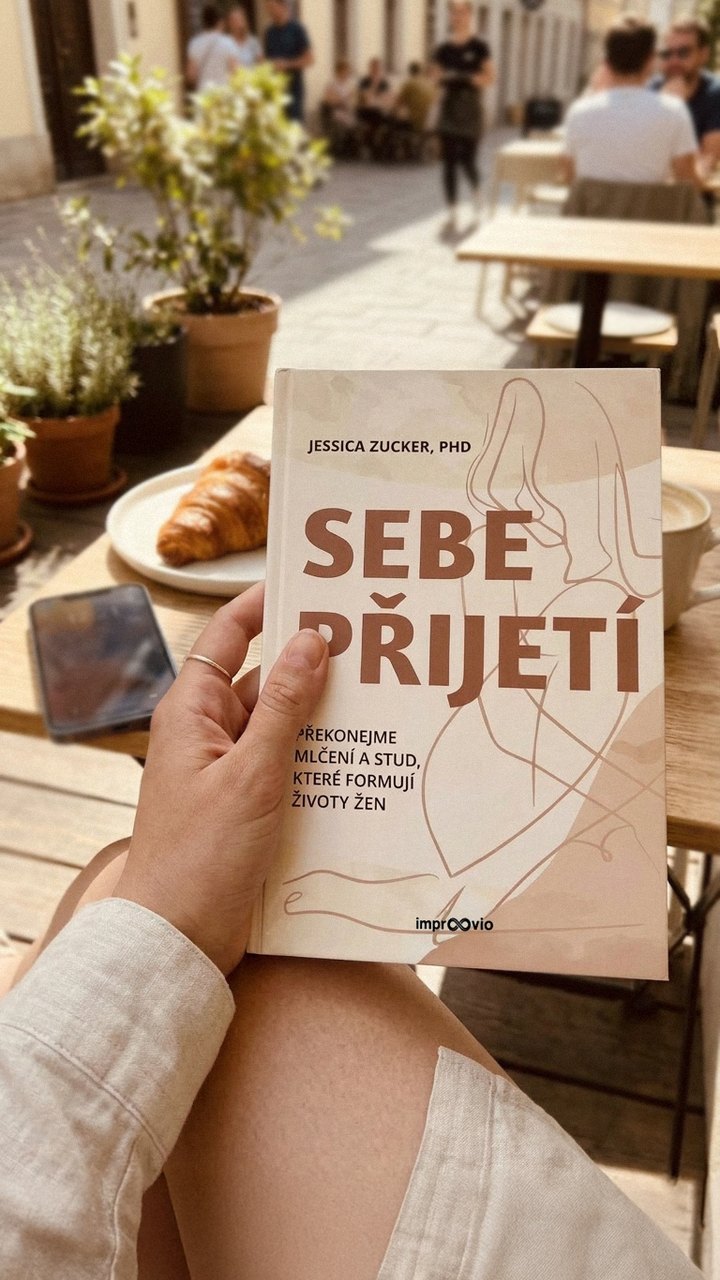 JESSICA ZUCKER, PHD
SEBE
PŘIJETÍ
PŘEKONEJME
MLČENÍ A STUD,
KTERÉ FORMUJÍ
ŽIVOTY ŽEN
improovio